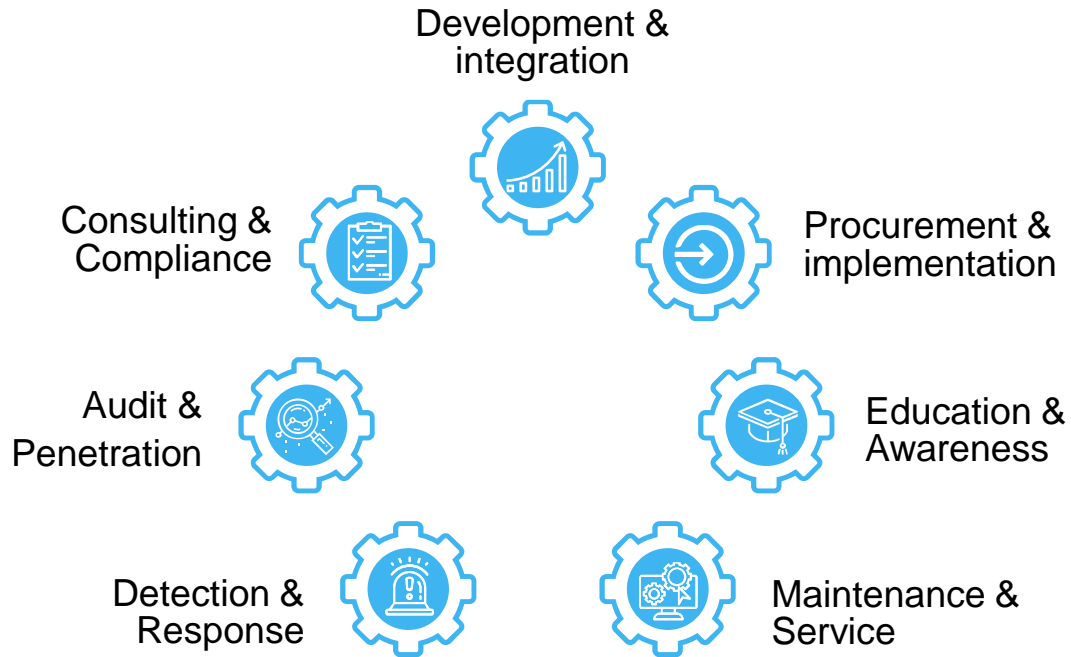 Development &
integration
Consulting &
Compliance
Procurement &
implementation
Audit &
Penetration
Education &
Awareness
Detection &
Response
Maintenance &
Service